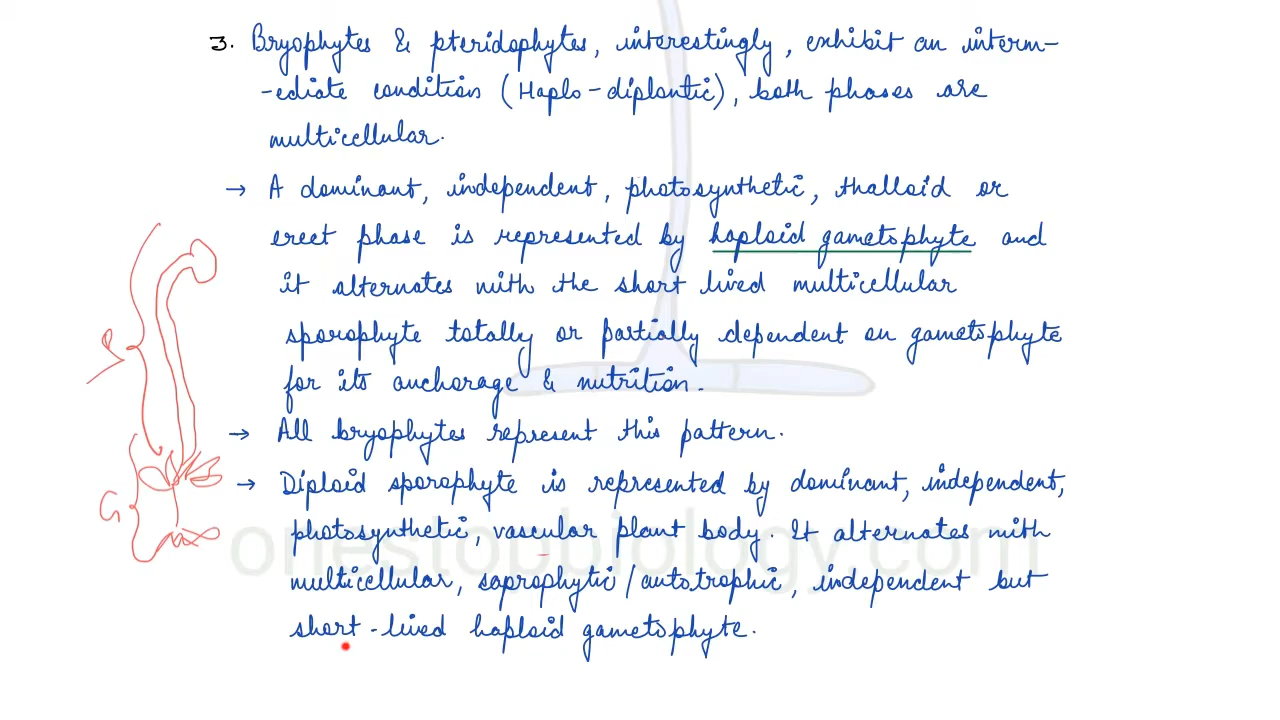 3. Bryophytes & pteridophytes, interestingly, exhibit an interm-
-ediate condition (Haplo-diplontic), both phases are
multicellular.
→ A dominant, independent, photosynthetic, thalloid or
erect phase is represented by haploid gametophyte and
it alternates with the short lived multicellular
sporophyte totally or partially dependent on gametophyte
for its anchorage & nutrition.
→ All bryophytes represent this pattern.
→ Diploid sporophyte is represented by dominant, independent,
photosynthetic, vascular plant body. It alternates with
multicellular, saprophytic/autotrophic, independent but
short-lived haploid gametophyte.
G
onestopbiology.com